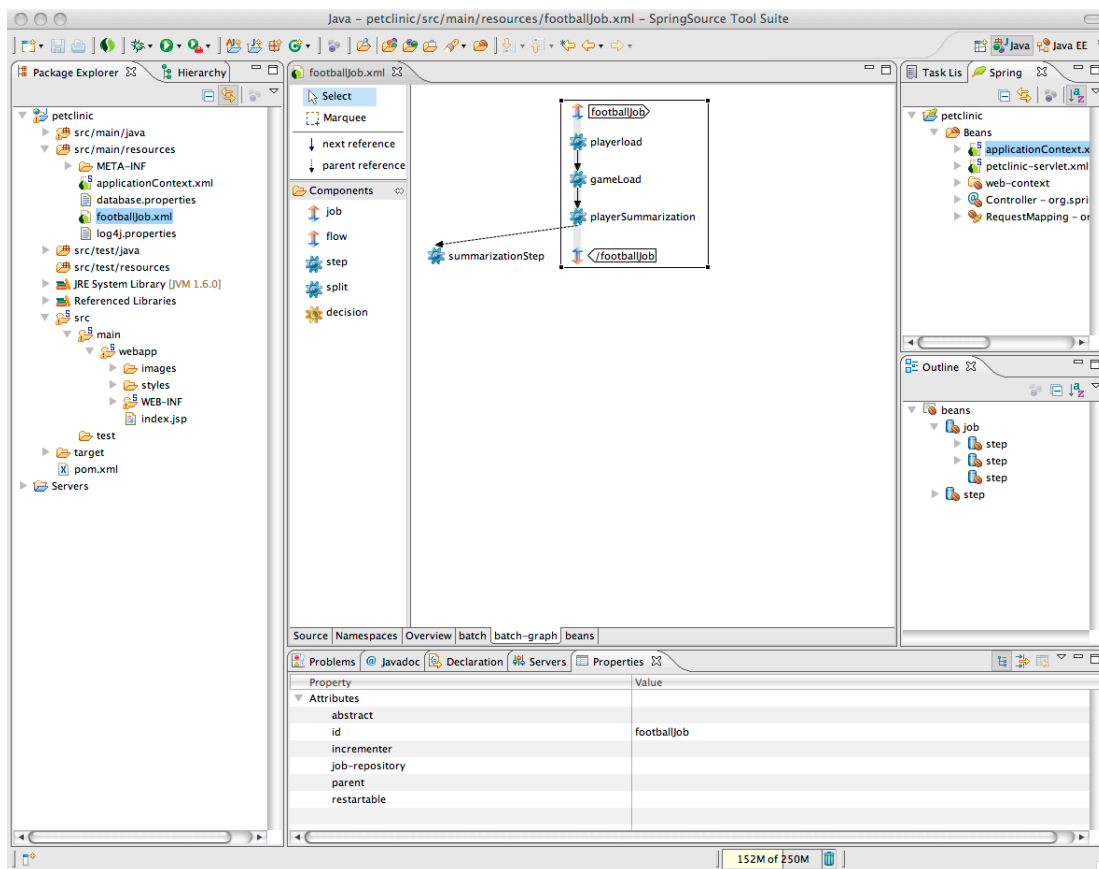 Java - petclinic/src/main/resources/footballJob.xml - SpringSource Tool Suite
Java
Java EE
Package Explorer
Hierarchy
petclinic
src/main/java
src/main/resources
META-INF
applicationContext.xml
database.properties
footballJob.xml
log4j.properties
src/test/java
src/test/resources
JRE System Library [JVM 1.6.0]
Referenced Libraries
src
main
webapp
images
styles
WEB-INF
index.jsp
test
target
pom.xml
Servers
footballJob.xml
Select
Marquee
next reference
parent reference
Components
job
flow
step
split
decision
footballJob
playerload
gameLoad
playerSummarization
summarizationStep
/footballJob
Source
Namespaces
Overview
batch
batch-graph
beans
Task Lis
Spring
petclinic
Beans
applicationContext.x
petclinic-servlet.xml
web-context
Controller - org.spri
RequestMapping - or
Outline
beans
job
step
step
step
step
Problems
@ Javadoc
Declaration
Servers
Properties
Property Value
Attributes
abstract
id footballJob
incrementer
job-repository
parent
restartable
152M of 250M